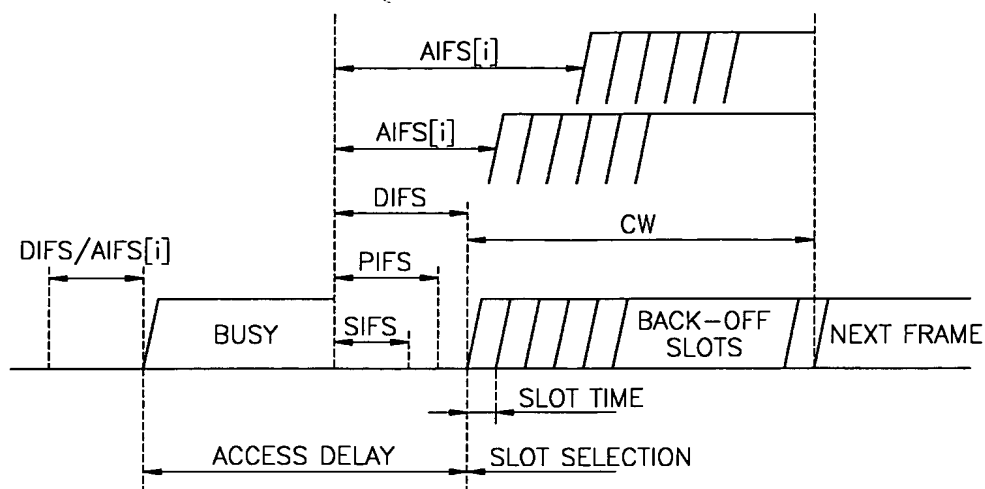 AIFS[i]
AIFS[i]
DIFS
CW
DIFS/AIFS[i]
PIFS
BUSY
SIFS
BACK-OFF
SLOTS
NEXT FRAME
SLOT TIME
ACCESS DELAY
SLOT SELECTION